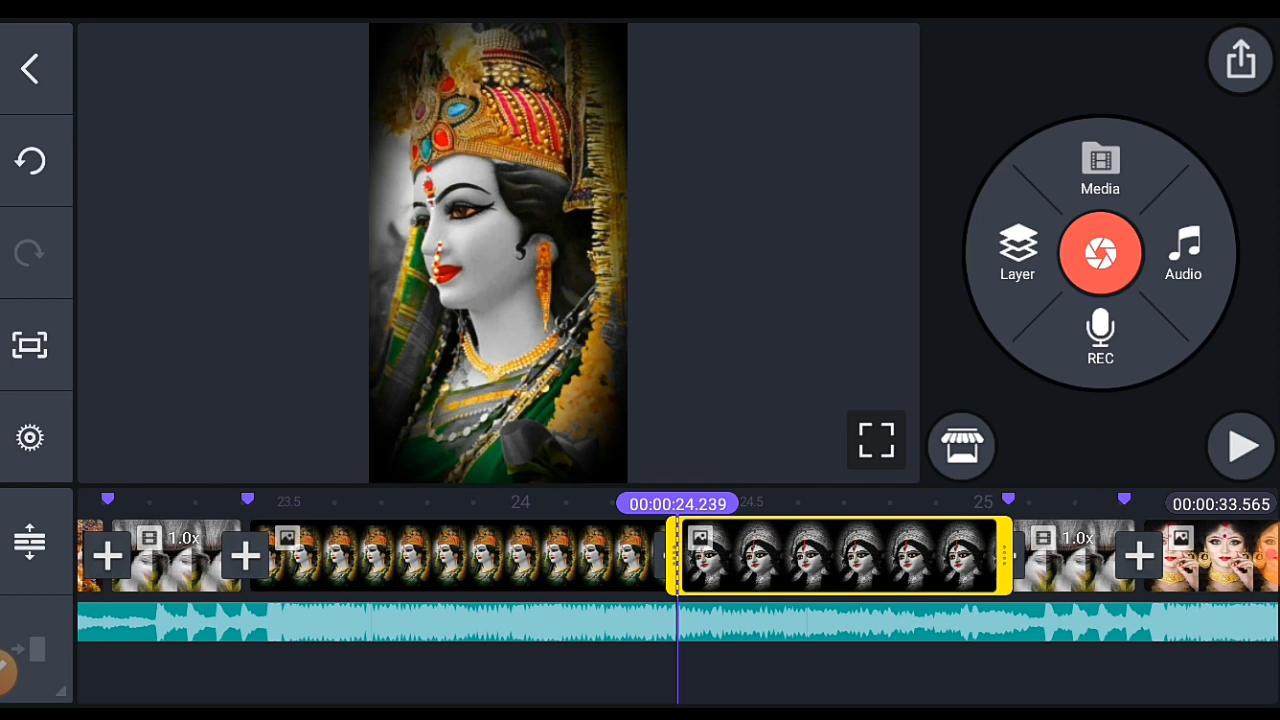 Media
Layer
Audio
REC
23.5
24
00:00:24.239
24.5
25
00:00:33.565
1.0x
1.0x